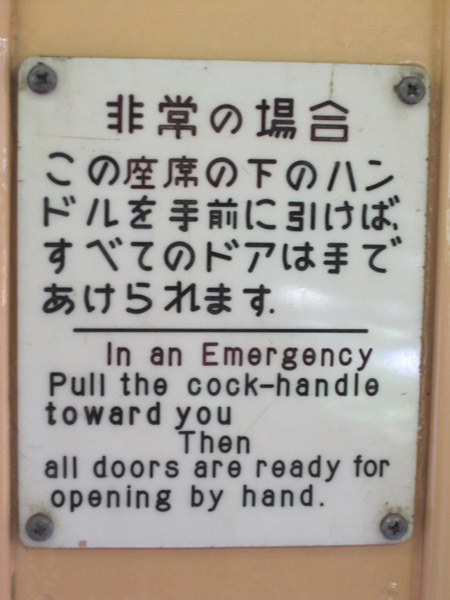 非常の場合
この座席の下のハン
ドルを手前に引けば、
すべてのドアは手で
あけられます.
In an Emergency
Pull the cock-handle
toward you
Then
all doors are ready for
opening by hand.